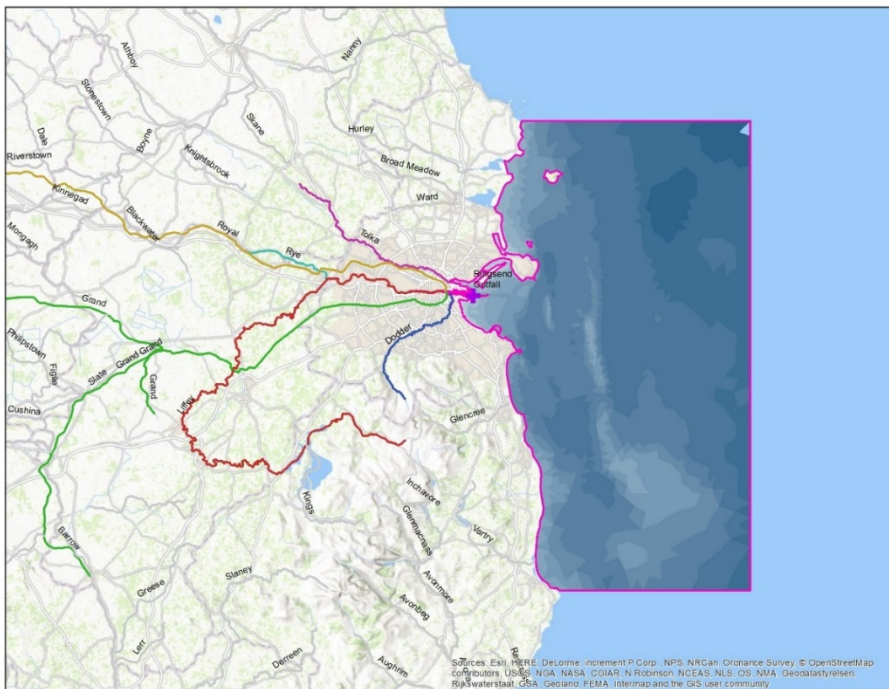 Nanny
Athboy
Stonestown
Skane
Boyne
Dale
Hurley
Riverstown
Knightsbrook
Broad Meadow
Kinnegad
Ward
Blackwater
Royal
Tolka
Mongagh
Rye
Ringsend
Outfall
Grand
Dodder
Philipstown
Grand Grand
Slate
Figile
Grand
Liffey
Cushina
Glencree
Inchavore
Kings
Glenmacnass
Vartry
Barrow
Slaney
Avonmore
Greese
Avonbeg
Lerr
Derreen
Aughrim
Sources: Esri, HERE, DeLorme, increment P Corp., NPS, NRCan, Ordnance Survey, © OpenStreetMap
contributors, USGS, NGA, NASA, CGIAR, N Robinson, NCEAS, NLS, OS, NMA, Geodatastyrelsen,
Rijkswaterstaat, GSA, Geoland, FEMA, Intermap and the GIS user community